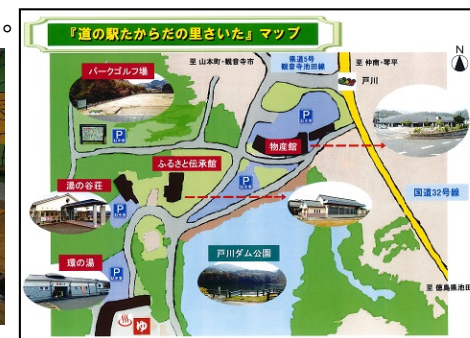 。
『道の駅たからだの里さいた』マップ
至 山本町・観音寺市
県道5号
観音寺池田線
至 仲南・琴平
N
戸川
パークゴルフ場
P
P
物産館
ふるさと伝承館
P
湯の谷荘
国道32号線
環の湯
P
戸川ダム公園
至 徳島県池田
ゆ